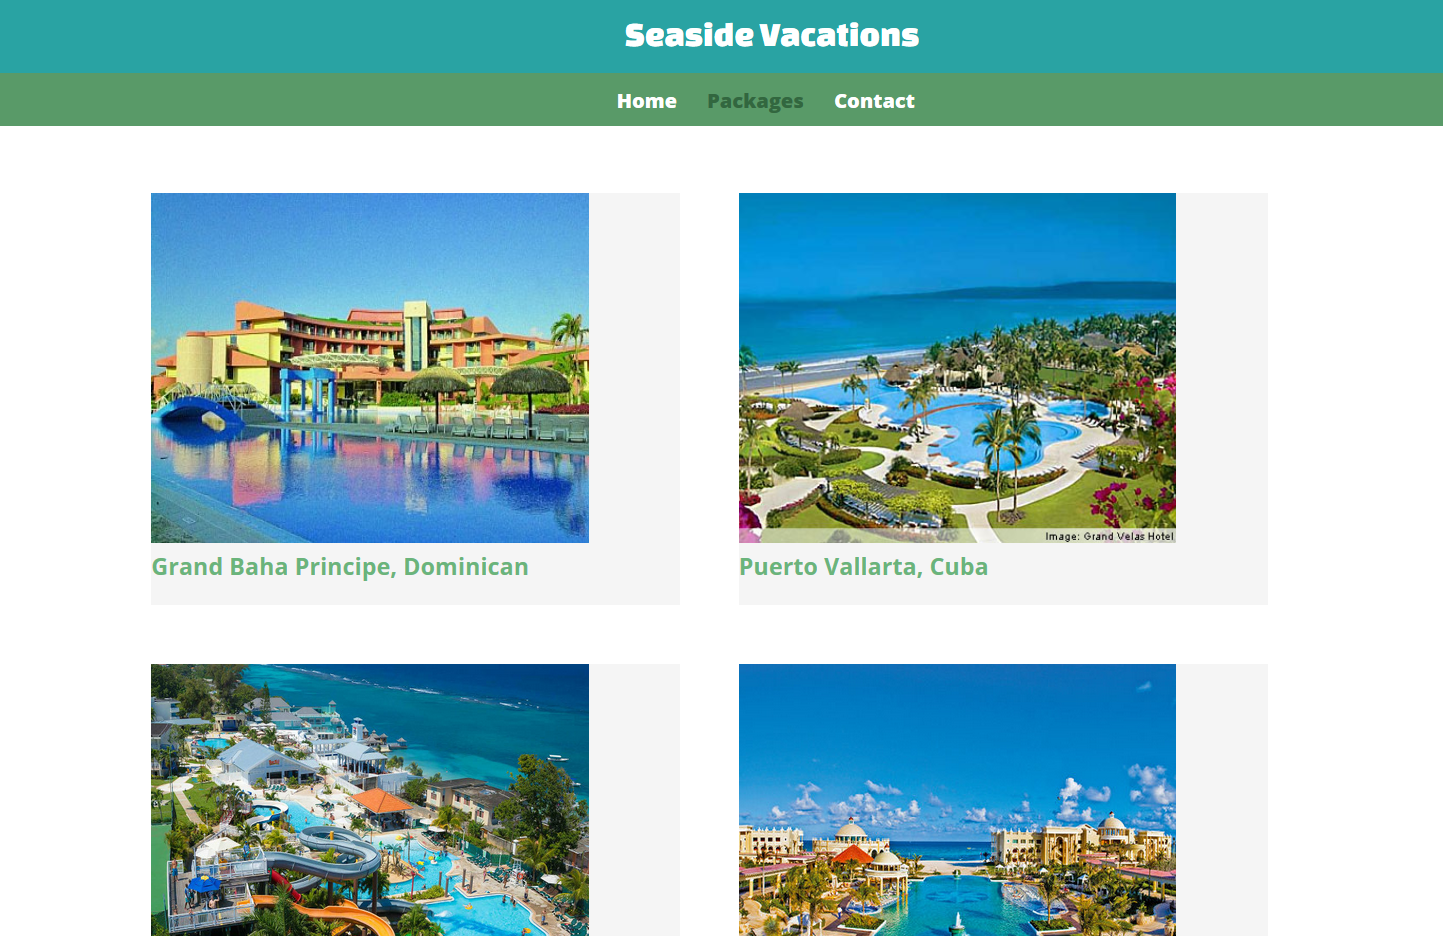 Seaside Vacations
Home Packages Contact
Image: Grand Velas Hotel
Grand Baha Principe, Dominican
Puerto Vallarta, Cuba